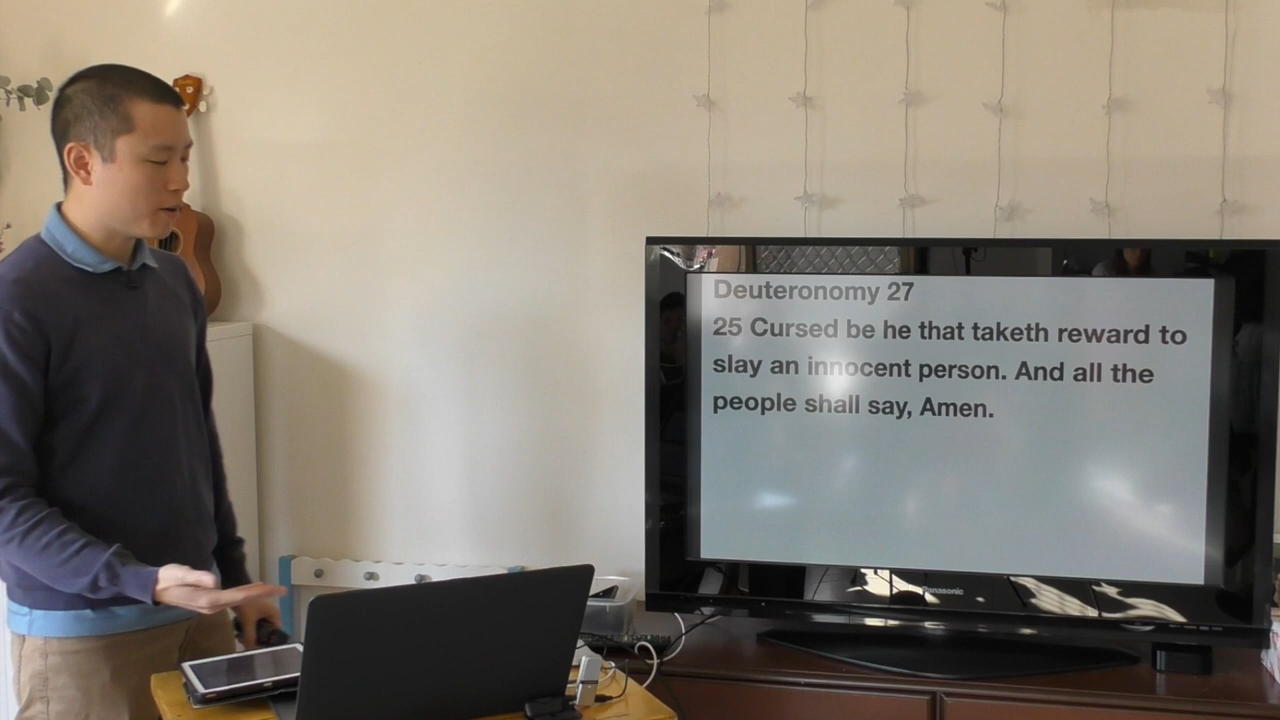 Deuteronomy 27
25 Cursed be he that taketh reward to
slay an innocent person. And all the
people shall say, Amen.
Panasonic